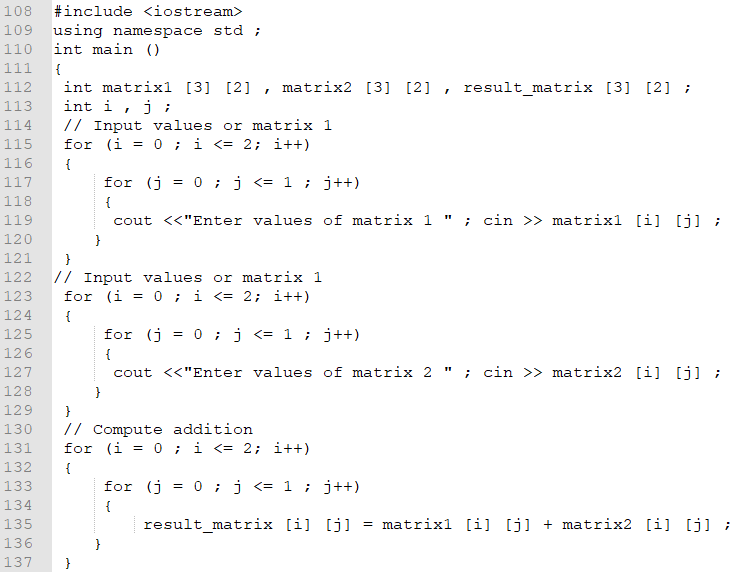 108 #include <iostream>
109 using namespace std ;
110 int main ()
111 {
112 int matrix1 [3] [2] , matrix2 [3] [2] , result_matrix [3] [2] ;
113 int i , j ;
114 // Input values or matrix 1
115 for (i = 0 ; i <= 2; i++)
116 {
117 for (j = 0 ; j <= 1 ; j++)
118 {
119 cout <<"Enter values of matrix 1 " ; cin >> matrix1 [i] [j] ;
120 }
121 }
122 // Input values or matrix 1
123 for (i = 0 ; i <= 2; i++)
124 {
125 for (j = 0 ; j <= 1 ; j++)
126 {
127 cout <<"Enter values of matrix 2 " ; cin >> matrix2 [i] [j] ;
128 }
129 }
130 // Compute addition
131 for (i = 0 ; i <= 2; i++)
132 {
133 for (j = 0 ; j <= 1 ; j++)
134 {
135 result_matrix [i] [j] = matrix1 [i] [j] + matrix2 [i] [j] ;
136 }
137 }